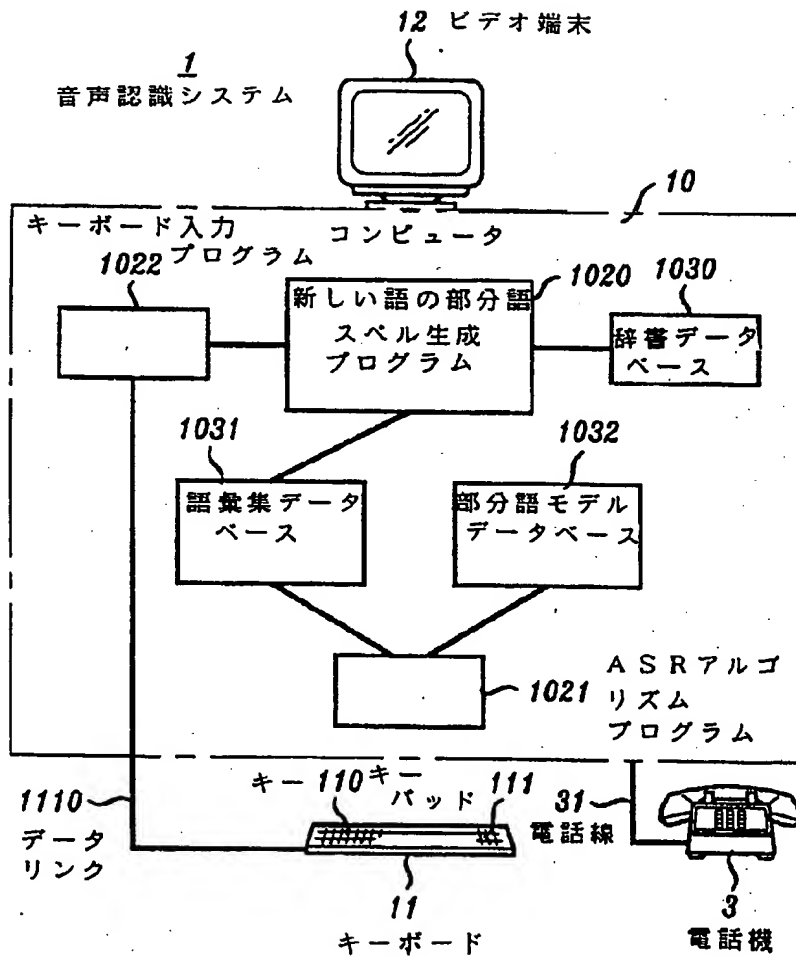 12 ビデオ端末
1
音声認識システム
10
キーボード入力
プログラム
コンピュータ
1022
新しい語の部分語
スペル生成
プログラム
1020
1030
辞書データ
ベース
1031
語彙集データ
ベース
1032
部分語モデル
データベース
1021
ASRアルゴ
リズム
プログラム
1110
データ
リンク
キー 110
キー
パッド 111
11
キーボード
31
電話線
3
電話機